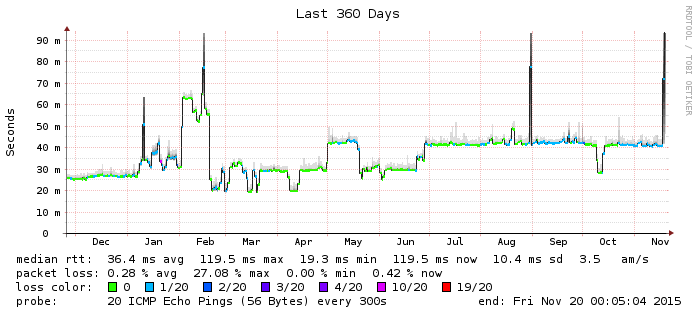 Last 360 Days
RRDTOOL / TOBI OETIKER
Seconds
90 m
80 m
70 m
60 m
50 m
40 m
30 m
20 m
10 m
0
Dec Jan Feb Mar Apr May Jun Jul Aug Sep Oct Nov
median rtt: 36.4 ms avg 119.5 ms max 19.3 ms min 119.5 ms now 10.4 ms sd 3.5 am/s
packet loss: 0.28 % avg 27.08 % max 0.00 % min 0.42 % now
loss color: 0 1/20 2/20 3/20 4/20 10/20 19/20
probe: 20 ICMP Echo Pings (56 Bytes) every 300s end: Fri Nov 20 00:05:04 2015